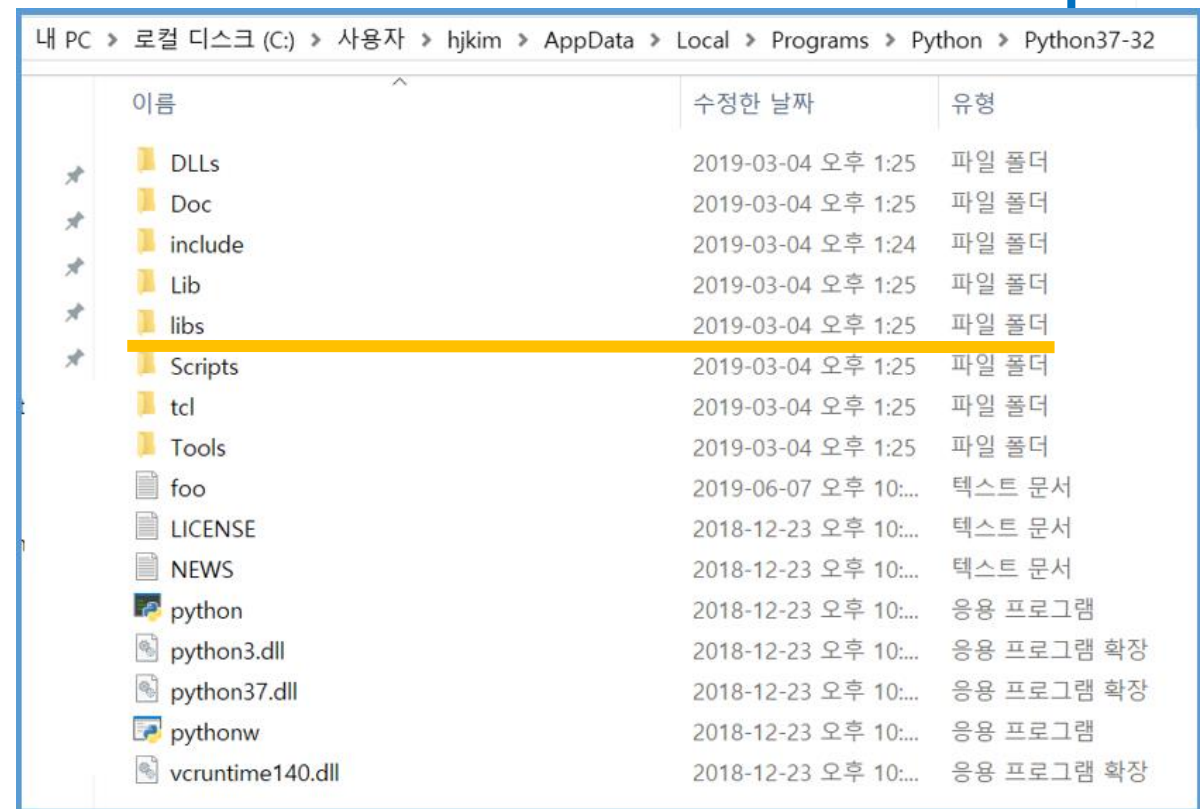 내 PC > 로컬 디스크 (C:) > 사용자 > hjkim > AppData > Local > Programs > Python > Python37-32
이름 수정한 날짜 유형
DLLs 2019-03-04 오후 1:25 파일 폴더
Doc 2019-03-04 오후 1:25 파일 폴더
include 2019-03-04 오후 1:24 파일 폴더
Lib 2019-03-04 오후 1:25 파일 폴더
libs 2019-03-04 오후 1:25 파일 폴더
Scripts 2019-03-04 오후 1:25 파일 폴더
tcl 2019-03-04 오후 1:25 파일 폴더
Tools 2019-03-04 오후 1:25 파일 폴더
foo 2019-06-07 오후 10:... 텍스트 문서
LICENSE 2018-12-23 오후 10:... 텍스트 문서
NEWS 2018-12-23 오후 10:... 텍스트 문서
python 2018-12-23 오후 10:... 응용 프로그램
python3.dll 2018-12-23 오후 10:... 응용 프로그램 확장
python37.dll 2018-12-23 오후 10:... 응용 프로그램 확장
pythonw 2018-12-23 오후 10:... 응용 프로그램
vcruntime140.dll 2018-12-23 오후 10:... 응용 프로그램 확장